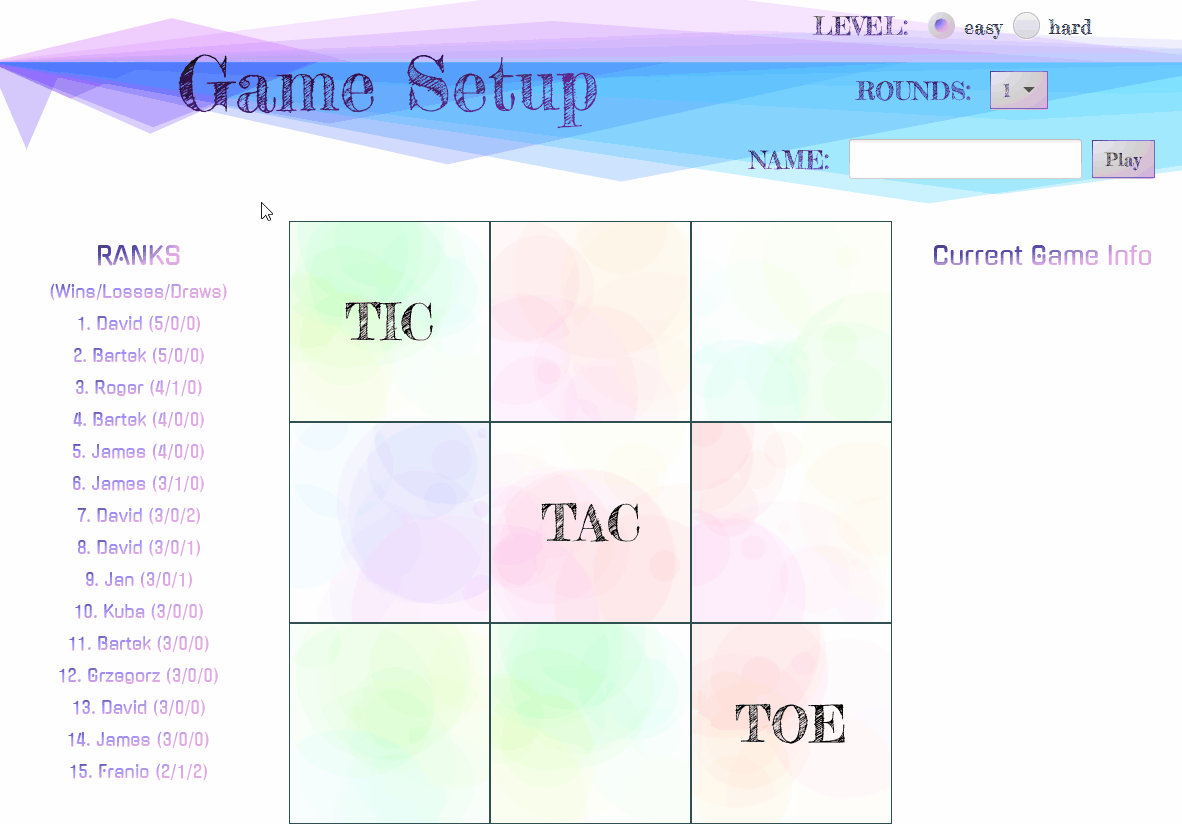 LEVEL: easy hard
Game Setup
ROUNDS: 1
NAME: Play
RANKS
(Wins/Losses/Draws)
1. David (5/0/0)
2. Bartek (5/0/0)
3. Roger (4/1/0)
4. Bartek (4/0/0)
5. James (4/0/0)
6. James (3/1/0)
7. David (3/0/2)
8. David (3/0/1)
9. Jan (3/0/1)
10. Kuba (3/0/0)
11. Bartek (3/0/0)
12. Grzegorz (3/0/0)
13. David (3/0/0)
14. James (3/0/0)
15. Franio (2/1/2)
TIC
TAC
TOE
Current Game Info